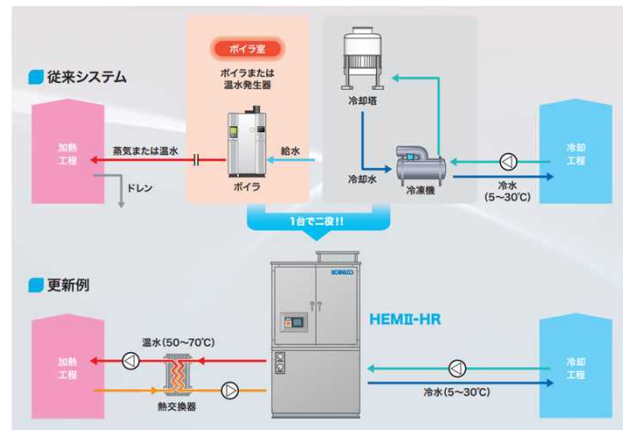 ボイラ室
従来システム
ボイラまたは
温水発生器
冷却塔
加熱
工程
蒸気または温水
給水
冷却水
冷却
工程
ドレン
ボイラ
冷凍機
冷水
(5〜30℃)
1台で二役!!
更新例
KOBELCO
HEMⅡ-HR
加熱
工程
温水(50〜70℃)
熱交換器
冷却
工程
冷水(5〜30℃)